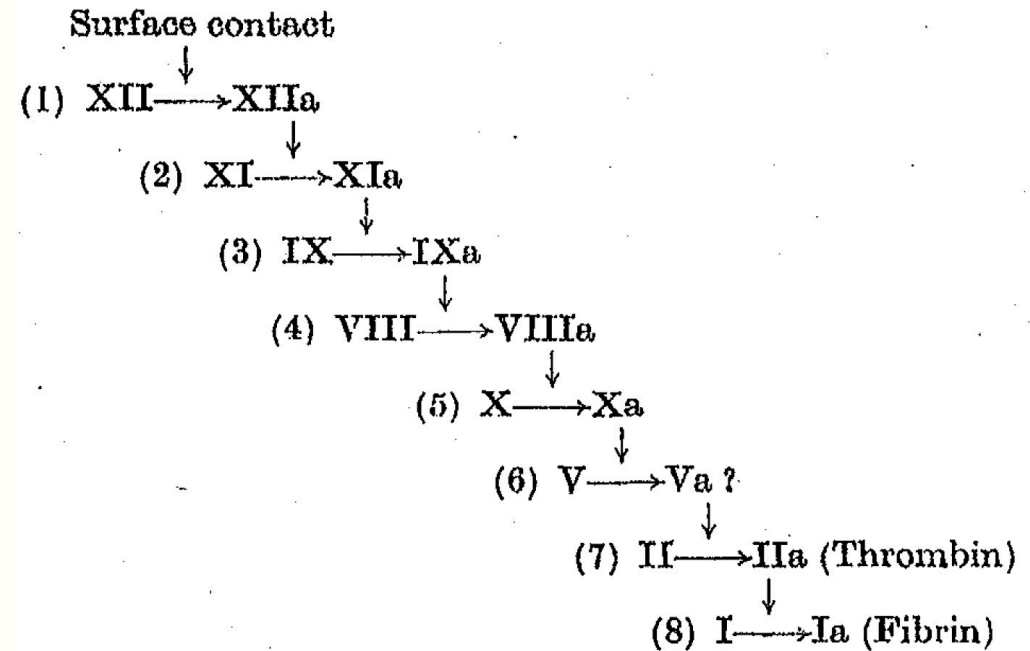 Surface contact
(1) XII→XIIa
(2) XI→XIa
(3) IX→IXa
(4) VIII→VIIIa
(5) X→Xa
(6) V→Va ?
(7) II→IIa (Thrombin)
(8) I→Ia (Fibrin)